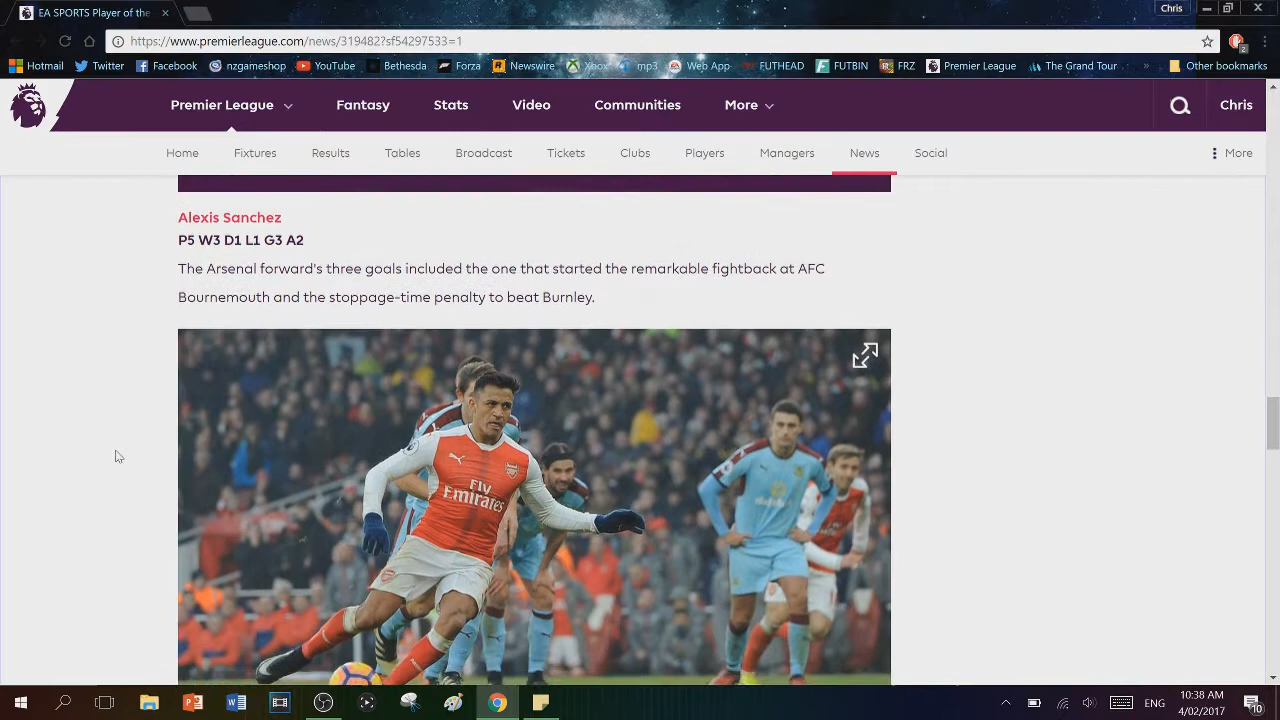 EA SPORTS Player of the
Chris
https://www.premierleague.com/news/319482?sf54297533=1
Hotmail Twitter Facebook nzgameshop YouTube Bethesda Forza Newswire Xbox mp3 Web App FUTHEAD FUTBIN FRZ Premier League The Grand Tour » Other bookmarks
Premier League Fantasy Stats Video Communities More Chris
Home Fixtures Results Tables Broadcast Tickets Clubs Players Managers News Social More
Alexis Sanchez
P5 W3 D1 L1 G3 A2
The Arsenal forward's three goals included the one that started the remarkable fightback at AFC
Bournemouth and the stoppage-time penalty to beat Burnley.
Fly
Emirates
ENG
10:38 AM
4/02/2017